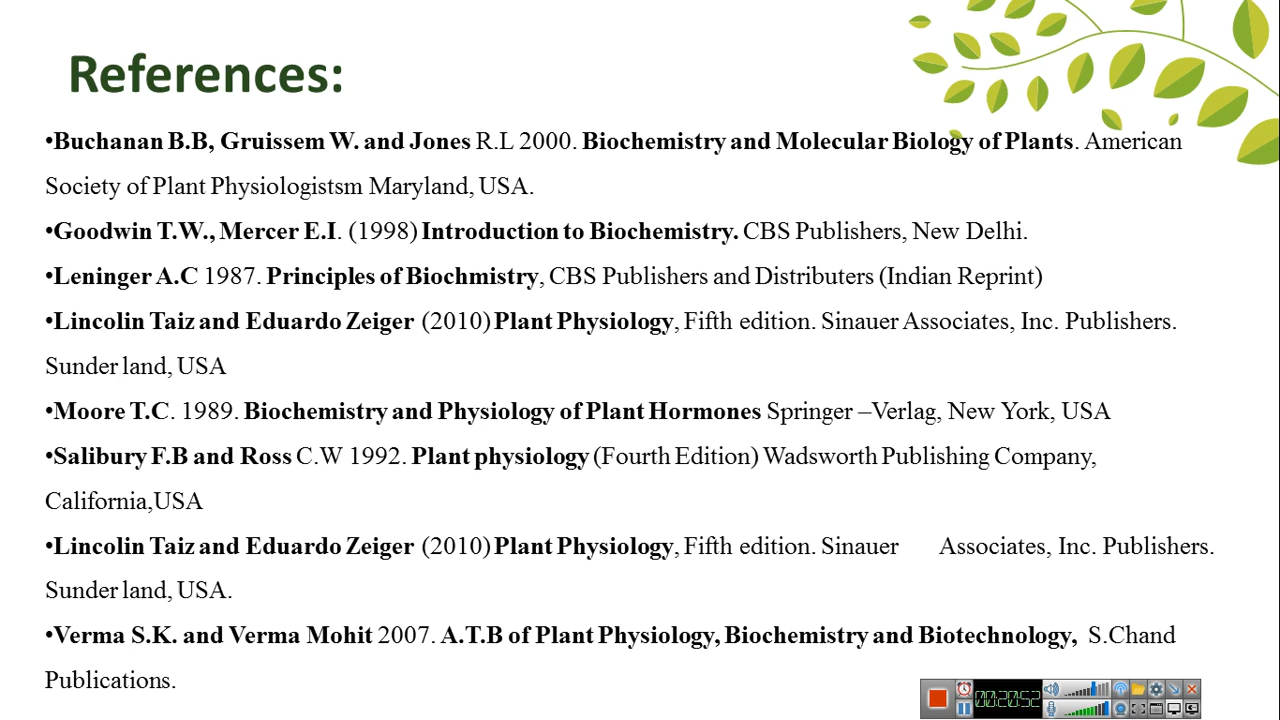 References:
•Buchanan B.B, Gruissem W. and Jones R.L 2000. Biochemistry and Molecular Biology of Plants. American
Society of Plant Physiologistsm Maryland, USA.
•Goodwin T.W., Mercer E.I. (1998) Introduction to Biochemistry. CBS Publishers, New Delhi.
•Leninger A.C 1987. Principles of Biochmistry, CBS Publishers and Distributers (Indian Reprint)
•Lincolin Taiz and Eduardo Zeiger (2010) Plant Physiology, Fifth edition. Sinauer Associates, Inc. Publishers.
Sunder land, USA
•Moore T.C. 1989. Biochemistry and Physiology of Plant Hormones Springer –Verlag, New York, USA
•Salibury F.B and Ross C.W 1992. Plant physiology (Fourth Edition) Wadsworth Publishing Company,
California,USA
•Lincolin Taiz and Eduardo Zeiger (2010) Plant Physiology, Fifth edition. Sinauer Associates, Inc. Publishers.
Sunder land, USA.
•Verma S.K. and Verma Mohit 2007. A.T.B of Plant Physiology, Biochemistry and Biotechnology, S.Chand
Publications.
00:20:52